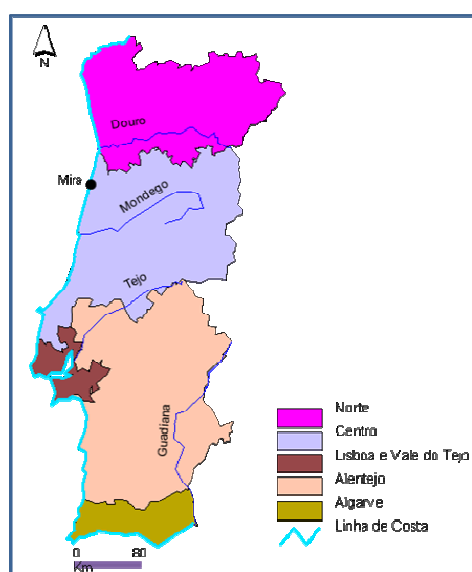 N
Douro
Mira
Mondego
Tejo
Guadiana
Norte
Centro
Lisboa e Vale do Tejo
Alentejo
Algarve
Linha de Costa
0 80
Km